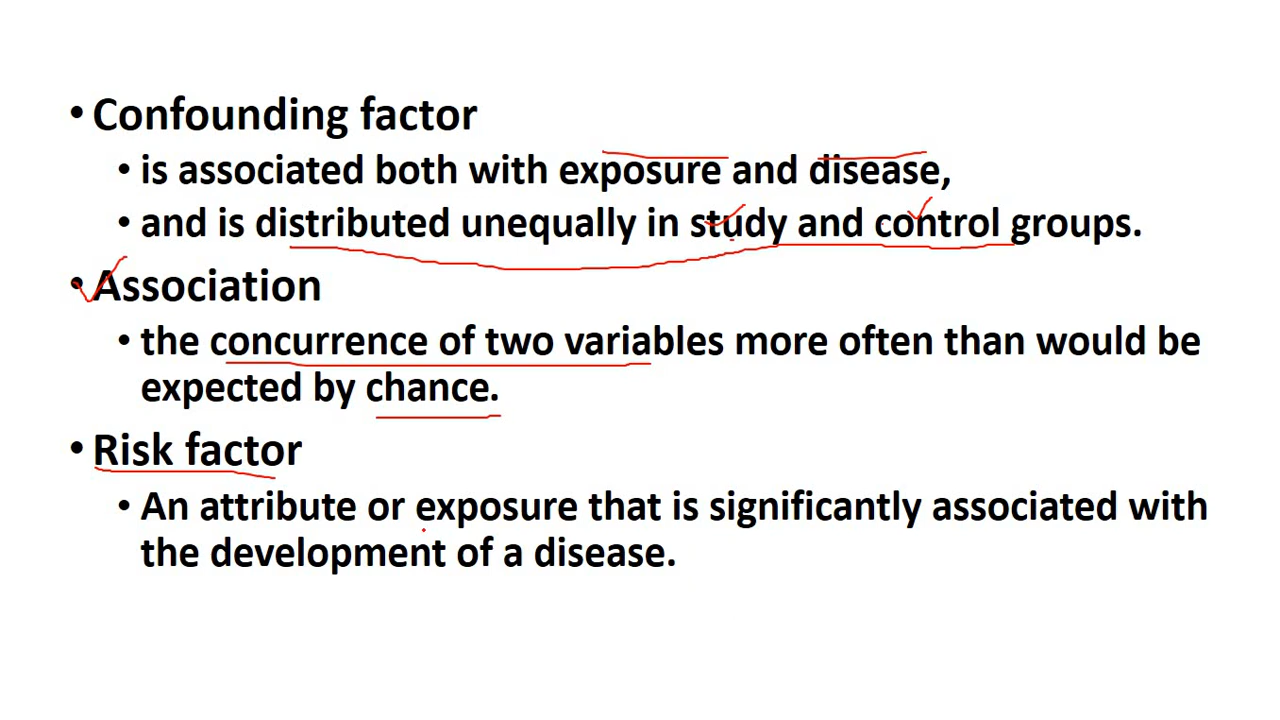 • Confounding factor
• is associated both with exposure and disease,
• and is distributed unequally in study and control groups.
• Association
• the concurrence of two variables more often than would be
expected by chance.
• Risk factor
• An attribute or exposure that is significantly associated with
the development of a disease.